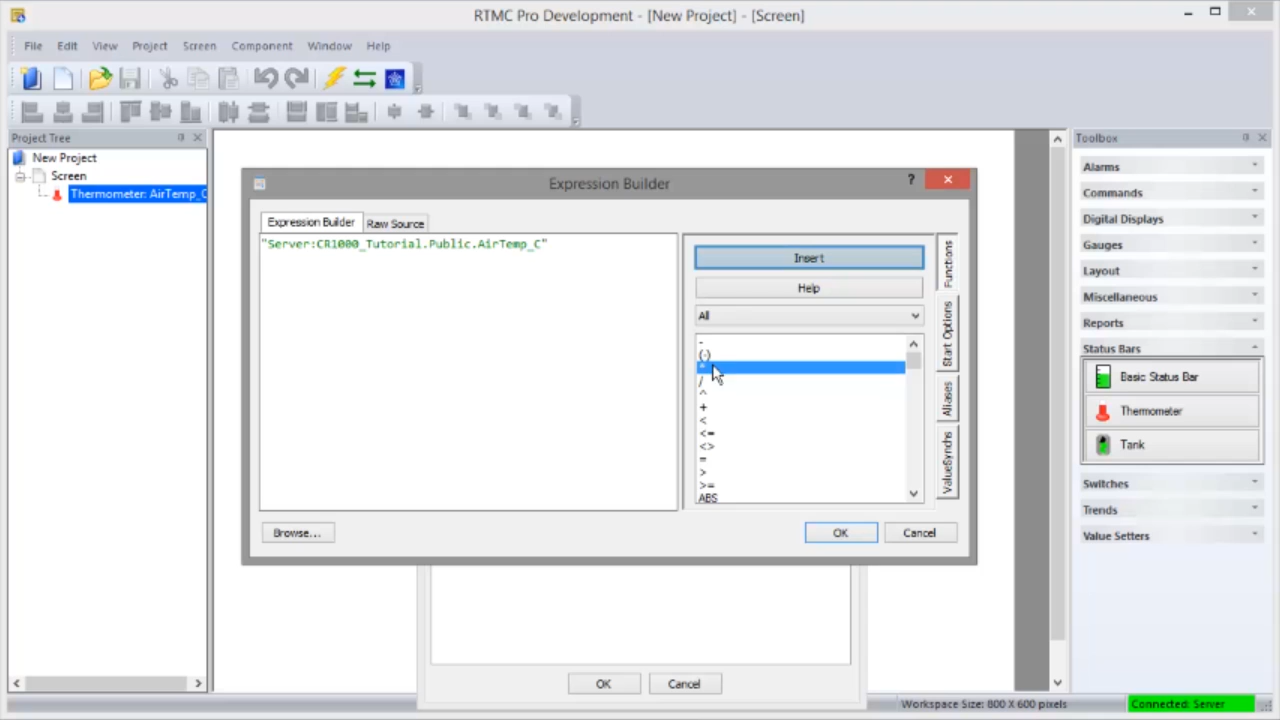 RTMC Pro Development - [New Project] - [Screen]
File Edit View Project Screen Component Window Help
Project Tree
New Project
Screen
Thermometer: AirTemp_C
Expression Builder
?
Expression Builder Raw Source
"Server:CR1000_Tutorial.Public.AirTemp_C"
Insert
Help
All
-
(·)
*
/
^
+
<
<=
<>
=
>
>=
ABS
Functions
Start Options
Aliases
ValueSynchs
Browse...
OK Cancel
OK Cancel
Toolbox
Alarms
Commands
Digital Displays
Gauges
Layout
Miscellaneous
Reports
Status Bars
Basic Status Bar
Thermometer
Tank
Switches
Trends
Value Setters
Workspace Size: 800 X 600 pixels
Connected: Server